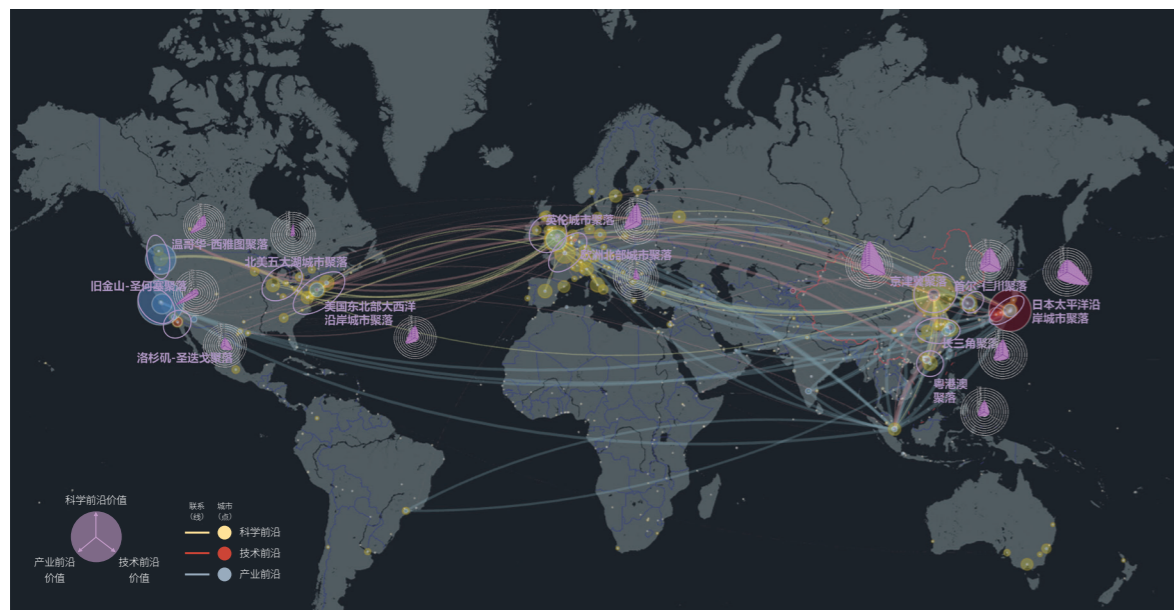 英伦城市聚落
温哥华-西雅图聚落
北美五大湖城市聚落
欧洲北部城市聚落
旧金山-圣何塞聚落
京津冀聚落
首尔-仁川聚落
美国东北部大西洋
沿岸城市聚落
日本太平洋沿
岸城市聚落
洛杉矶-圣迭戈聚落
长三角聚落
粤港澳
聚落
科学前沿价值
产业前沿
价值
技术前沿
价值
联系
(线)
城市
(点)
科学前沿
技术前沿
产业前沿